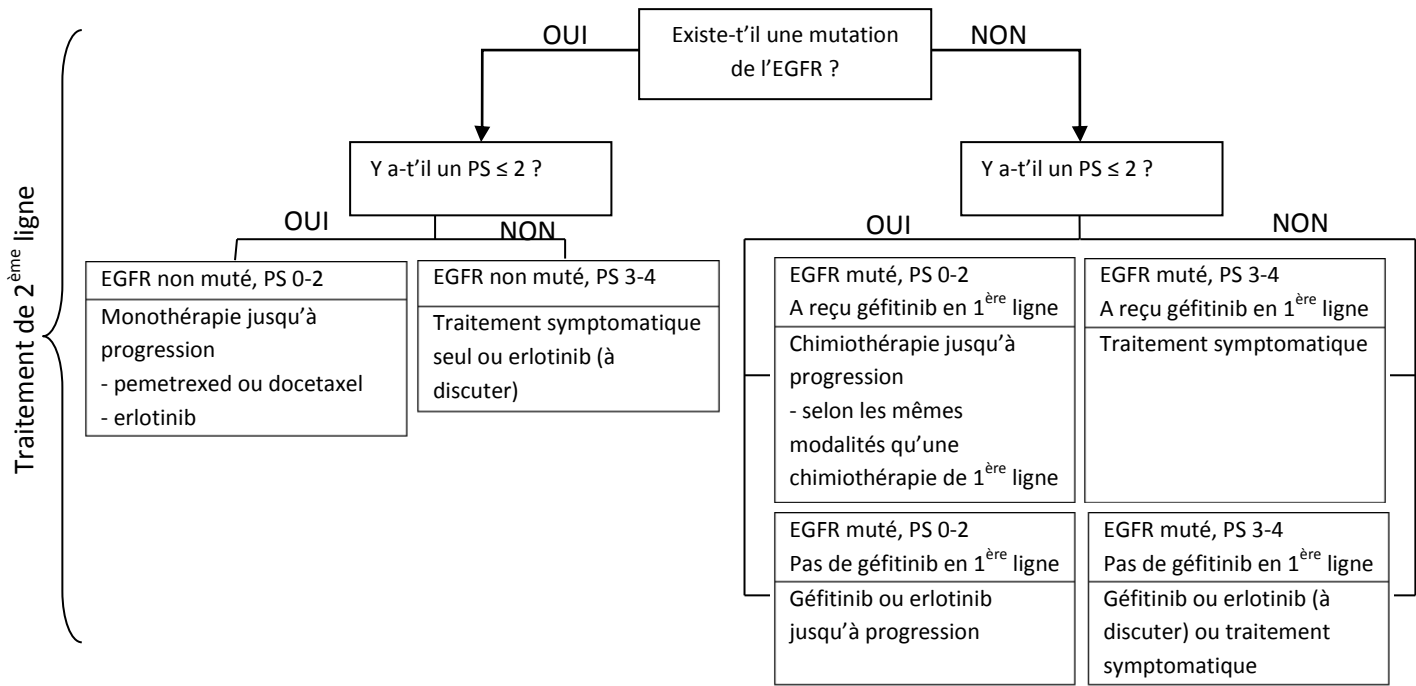 Traitement de 2ème ligne
Existe-t’il une mutation
de l’EGFR ?
OUI
NON
Y a-t’il un PS ≤ 2 ?
OUI
NON
EGFR non muté, PS 0-2
Monothérapie jusqu’à
progression
- pemetrexed ou docetaxel
- erlotinib
EGFR non muté, PS 3-4
Traitement symptomatique
seul ou erlotinib (à
discuter)
Y a-t’il un PS ≤ 2 ?
OUI
NON
EGFR muté, PS 0-2
A reçu géfitinib en 1ère ligne
Chimiothérapie jusqu’à
progression
- selon les mêmes
modalités qu’une
chimiothérapie de 1ère ligne
EGFR muté, PS 3-4
A reçu géfitinib en 1ère ligne
Traitement symptomatique
EGFR muté, PS 0-2
Pas de géfitinib en 1ère ligne
Géfitinib ou erlotinib
jusqu’à progression
EGFR muté, PS 3-4
Pas de géfitinib en 1ère ligne
Géfitinib ou erlotinib (à
discuter) ou traitement
symptomatique